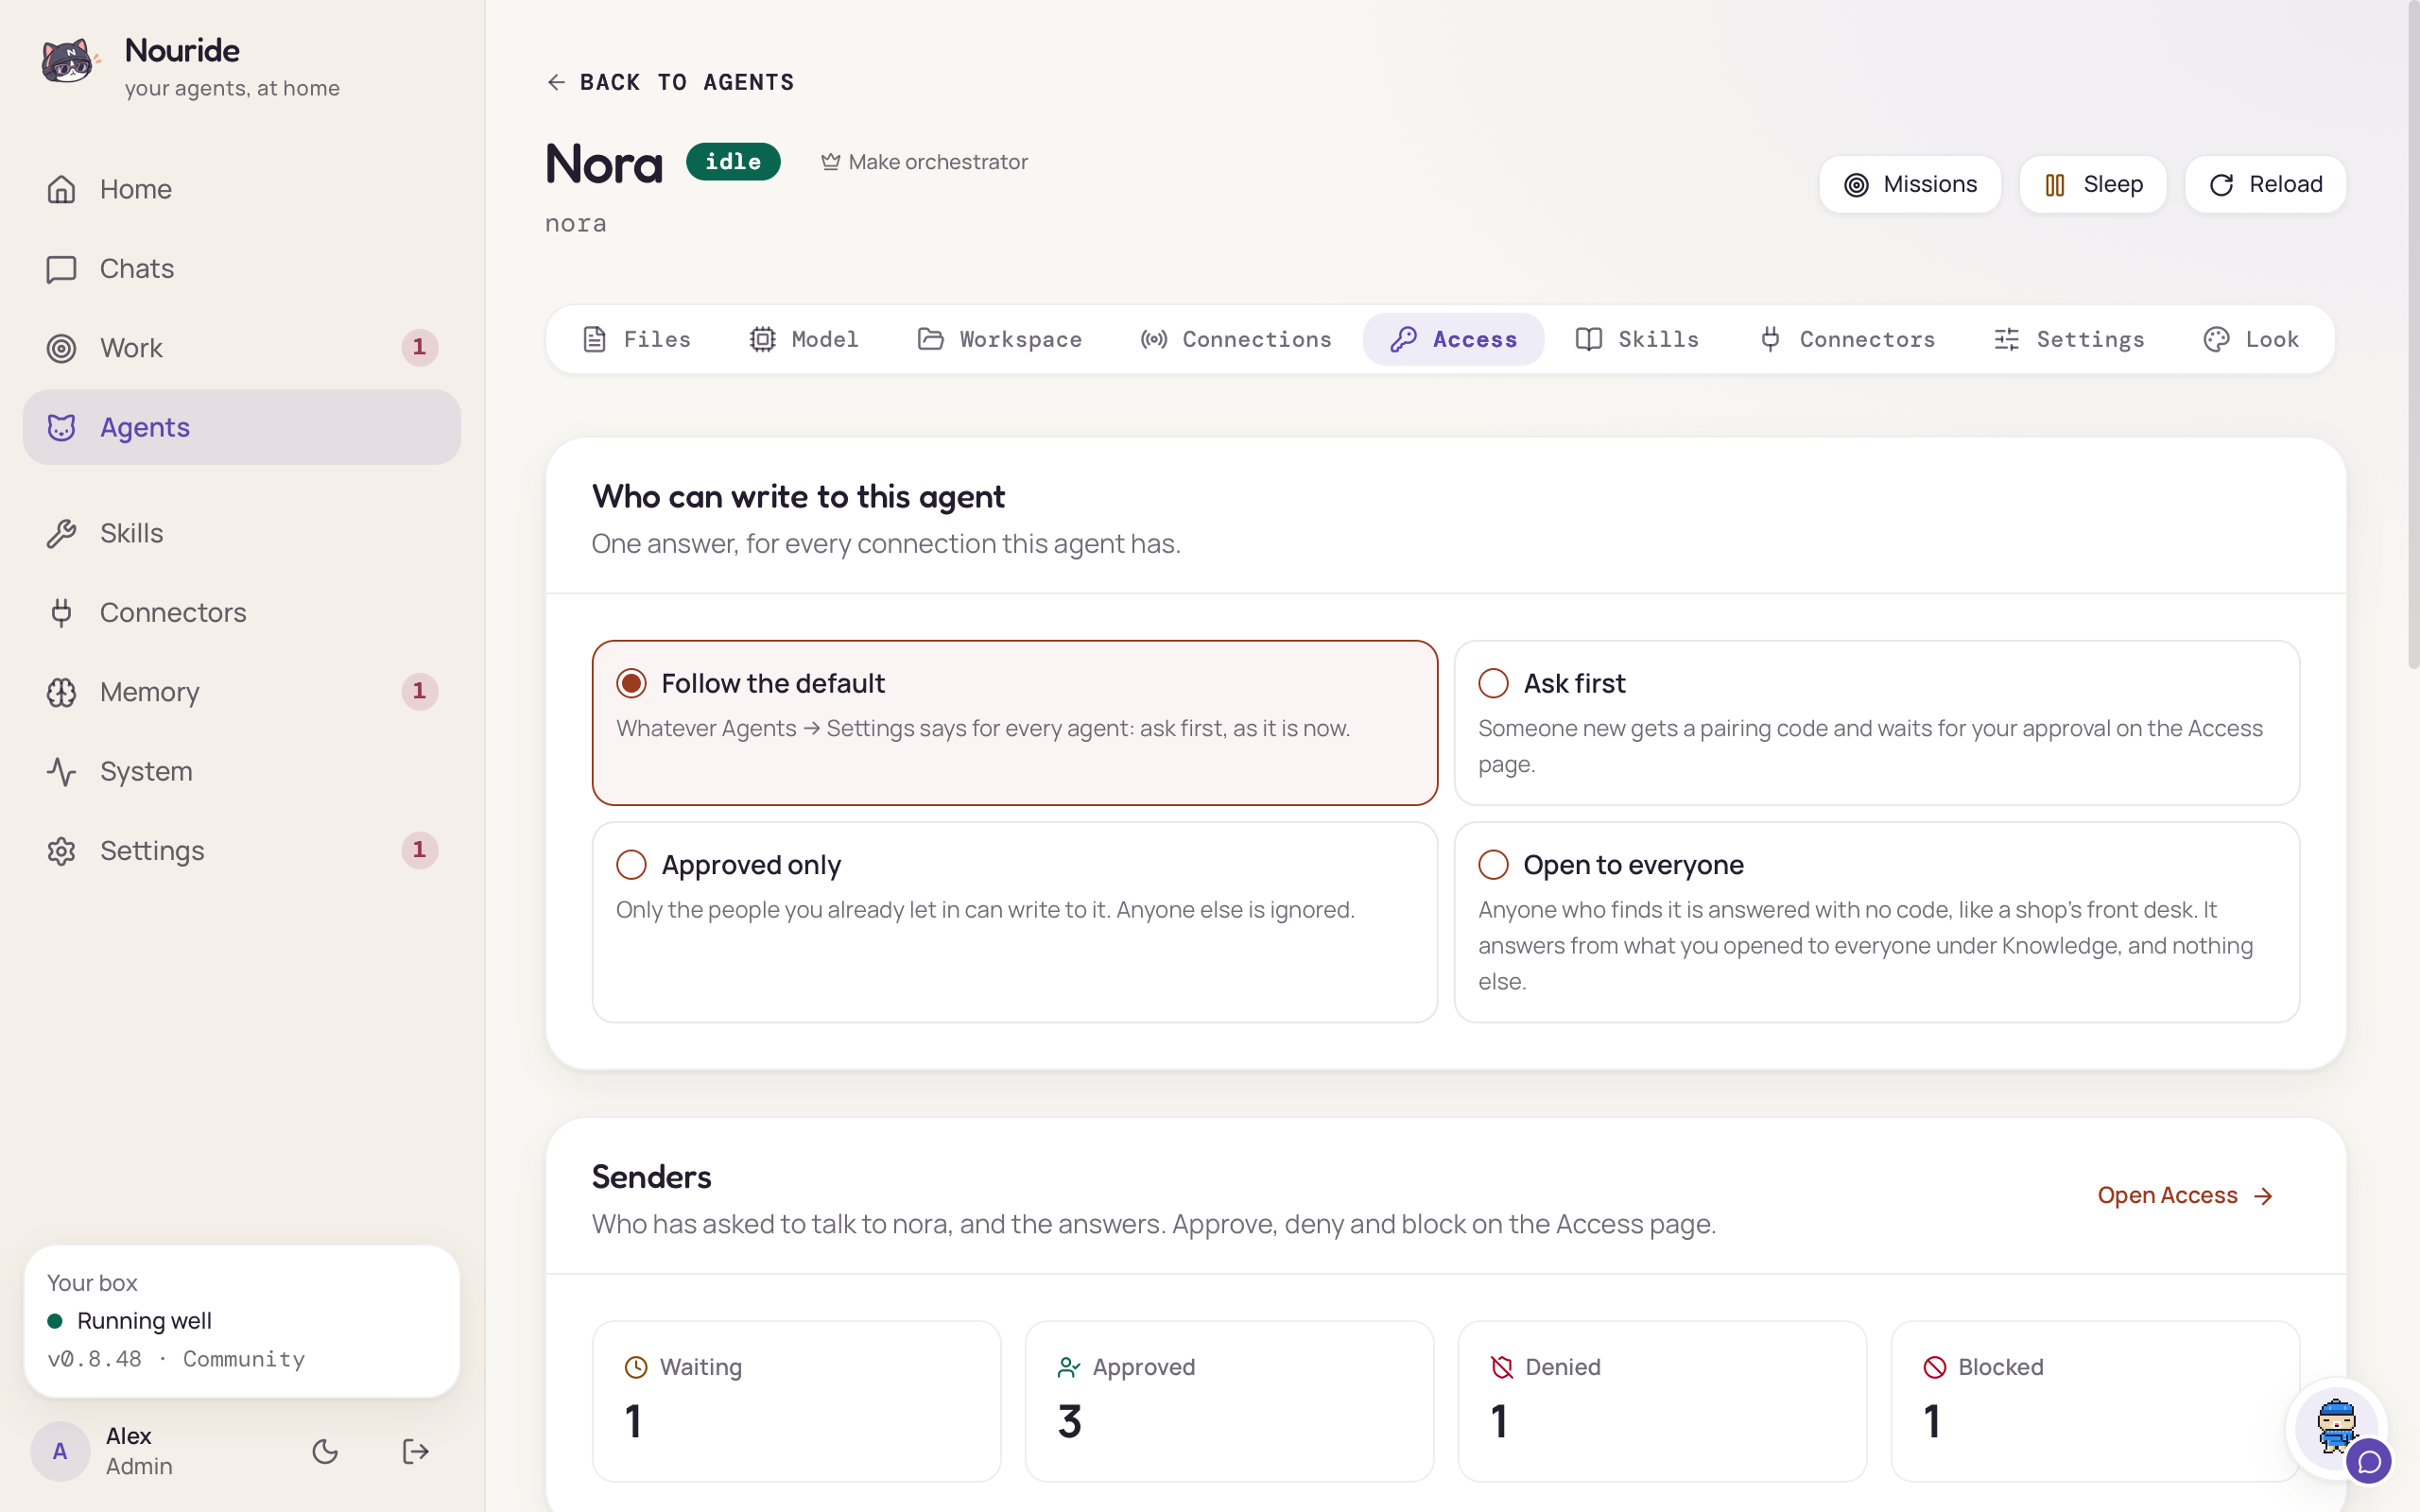 Nouride
your agents, at home
Home
Chats
Work 1
Agents
Skills
Connectors
Memory 1
System
Settings 1
Your box
Running well
v0.8.48 · Community
A
Alex
Admin
← BACK TO AGENTS
Nora idle Make orchestrator
nora
Missions Sleep Reload
Files Model Workspace Connections Access Skills Connectors Settings Look
Who can write to this agent
One answer, for every connection this agent has.
Follow the default
Whatever Agents → Settings says for every agent: ask first, as it is now.
Ask first
Someone new gets a pairing code and waits for your approval on the Access
page.
Approved only
Only the people you already let in can write to it. Anyone else is ignored.
Open to everyone
Anyone who finds it is answered with no code, like a shop's front desk. It
answers from what you opened to everyone under Knowledge, and nothing
else.
Senders
Who has asked to talk to nora, and the answers. Approve, deny and block on the Access page.
Open Access →
Waiting
1
Approved
3
Denied
1
Blocked
1